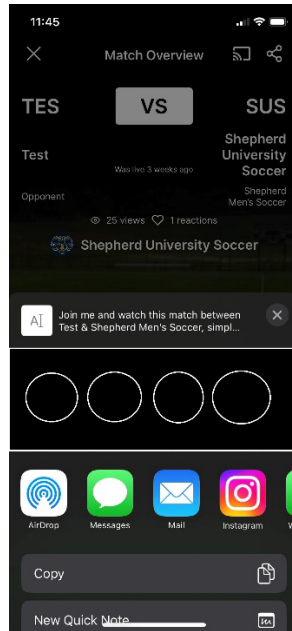 11:45
Match Overview
TES
VS
SUS
Test
Was live 3 weeks ago
Shepherd
University
Soccer
Opponent
Shepherd
Men's Soccer
25 views 1 reactions
Shepherd University Soccer
AI
Join me and watch this match between
Test & Shepherd Men's Soccer, simpl...
AirDrop
Messages
Mail
Instagram
W
Copy
New Quick Note